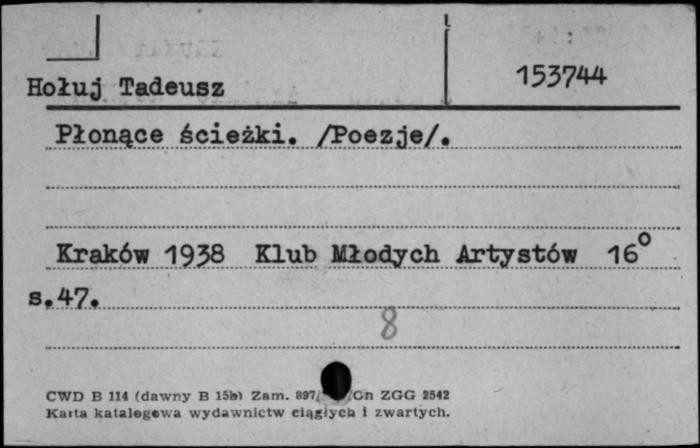 153744
Hołuj Tadeusz
Płonące ścieżki. /Poezje/.
Kraków 1938 Klub Młodych Artystów 16°
s.47.
8
CWD B 114 (dawny B 15b) Zam. 897/ /Gn ZGG 2542
Karta katalogowa wydawnictw ciągłych i zwartych.